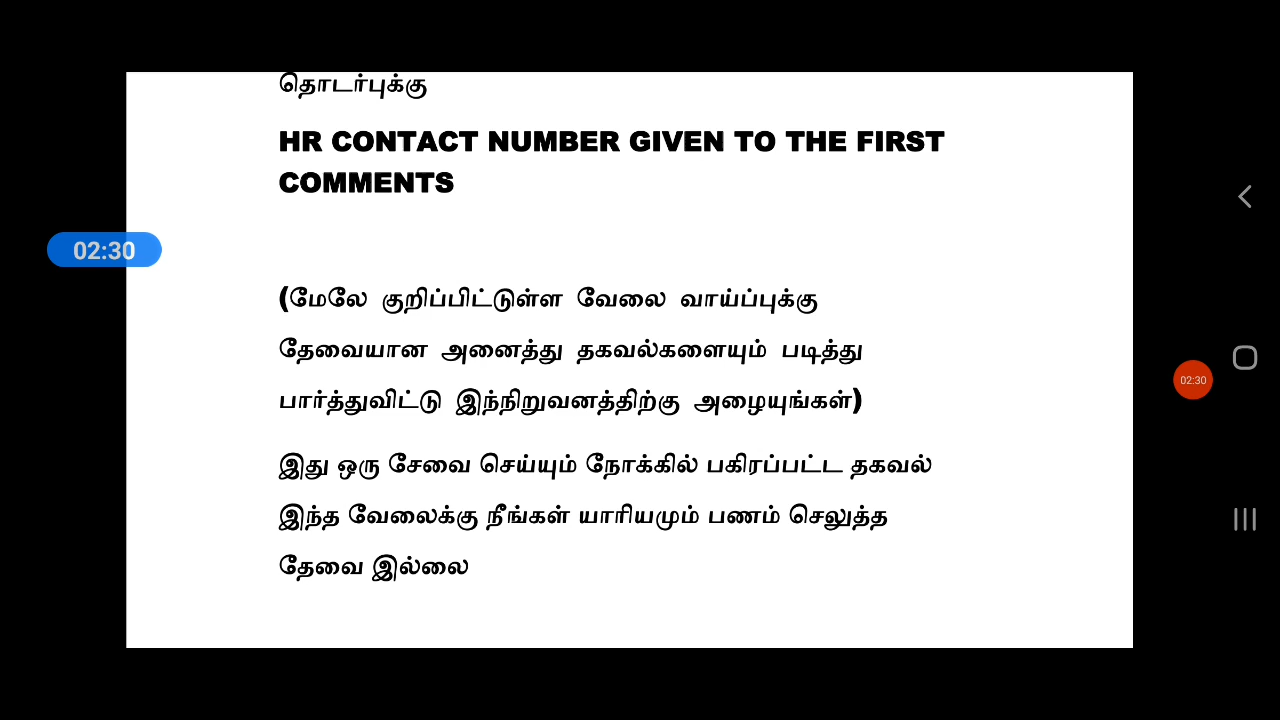 தொடர்புக்கு
HR CONTACT NUMBER GIVEN TO THE FIRST
COMMENTS
02:30
(மேலே குறிப்பிட்டுள்ள வேலை வாய்ப்புக்கு
தேவையான அனைத்து தகவல்களையும் படித்து
02:30
பார்த்துவிட்டு இந்நிறுவனத்திற்கு அழையுங்கள்)
இது ஒரு சேவை செய்யும் நோக்கில் பகிரப்பட்ட தகவல்
இந்த வேலைக்கு நீங்கள் யாரியமும் பணம் செலுத்த
தேவை இல்லை